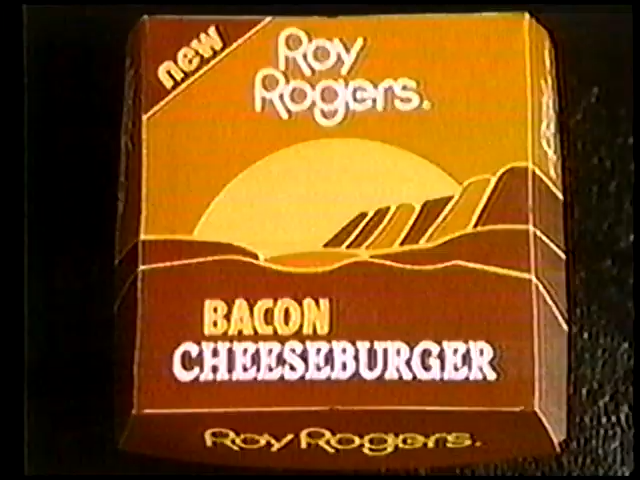 new
Roy
Rogers.
BACON
CHEESEBURGER
Roy Rogers.